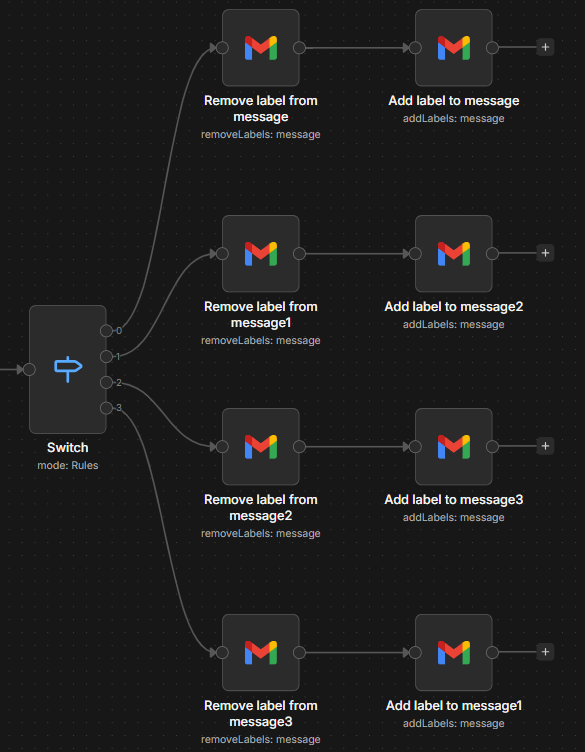 Remove label from
message
removeLabels: message
Add label to message
addLabels: message
Remove label from
message1
removeLabels: message
Add label to message2
addLabels: message
0
1
2
3
Switch
mode: Rules
Remove label from
message2
removeLabels: message
Add label to message3
addLabels: message
Remove label from
message3
removeLabels: message
Add label to message1
addLabels: message